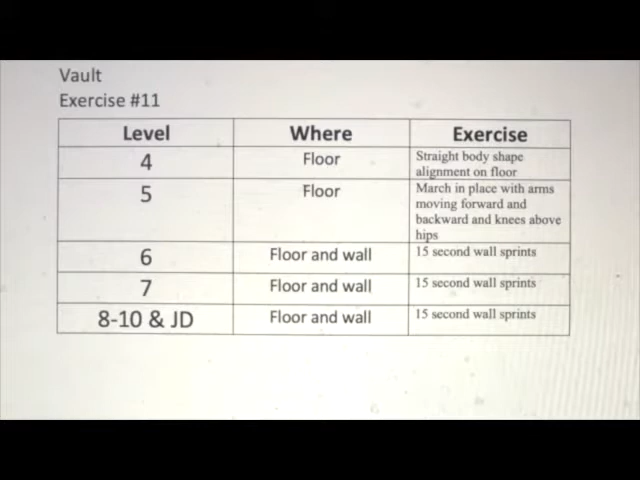 Vault
Exercise #11
Level Where Exercise
4 Floor Straight body shape
alignment on floor
5 Floor March in place with arms
moving forward and
backward and knees above
hips
6 Floor and wall 15 second wall sprints
7 Floor and wall 15 second wall sprints
8-10 & JD Floor and wall 15 second wall sprints